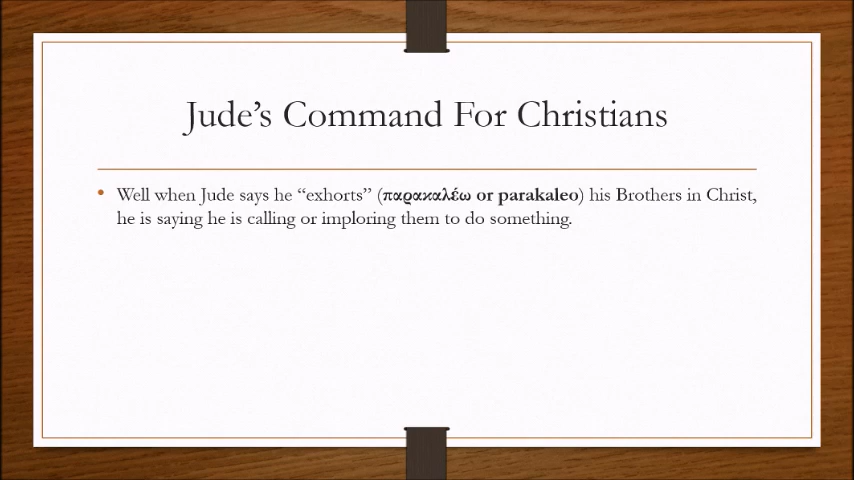 Jude’s Command For Christians
• Well when Jude says he “exhorts” (παρακαλέω or parakaleo) his Brothers in Christ,
he is saying he is calling or imploring them to do something.